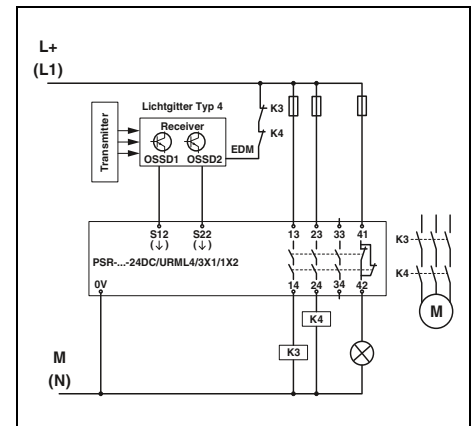 L+
(L1)
Lichtgitter Typ 4
Transmitter
Receiver
OSSD1 OSSD2
EDM
K3
K4
S12 S22 13 23 33 41
(↓) (↓)
PSR-...-24DC/URML4/3X1/1X2
0V 14 24 34 42
K3
K4
M
K4
K3
M
(N)